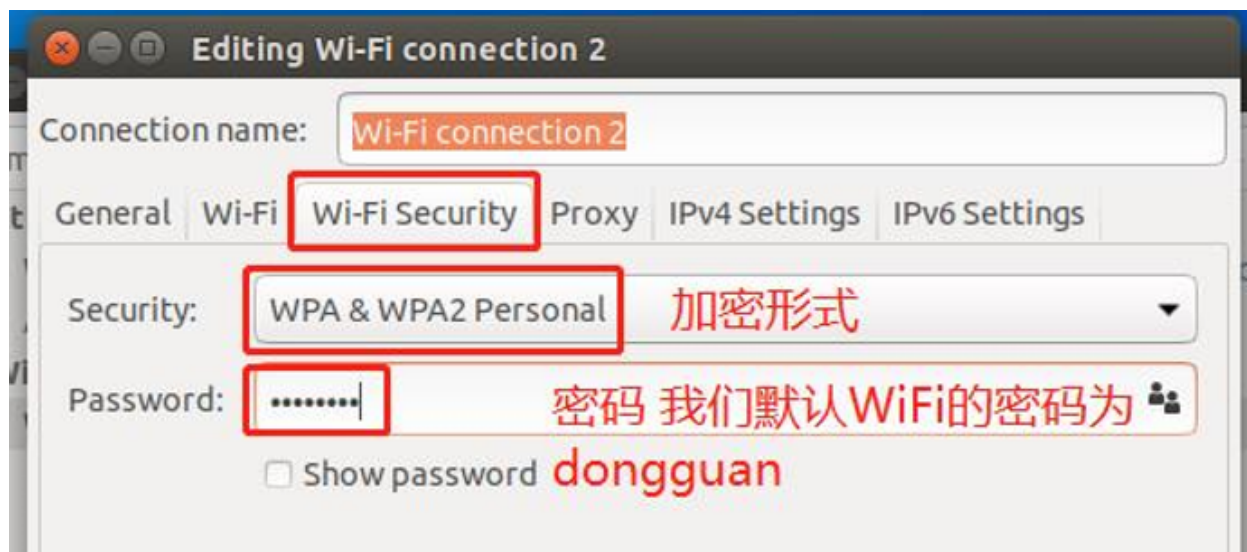 Editing Wi-Fi connection 2
Connection name: Wi-Fi connection 2
General Wi-Fi Wi-Fi Security Proxy IPv4 Settings IPv6 Settings
Security: WPA & WPA2 Personal 加密形式
Password: •••••••• 密码 我们默认WiFi的密码为
Show password dongguan